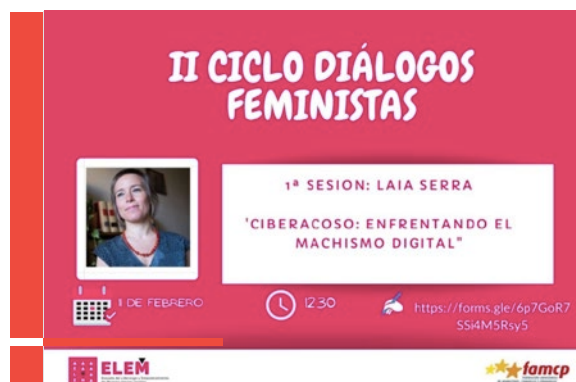 II CICLO DIÁLOGOS
FEMINISTAS
1ª SESION: LAIA SERRA
'CIBERACOSO: ENFRENTANDO EL
MACHISMO DIGITAL"
1 DE FEBRERO
12:30
https://forms.gle/6p7GoR7
SSi4M5Rsy5
ELEM
famcp